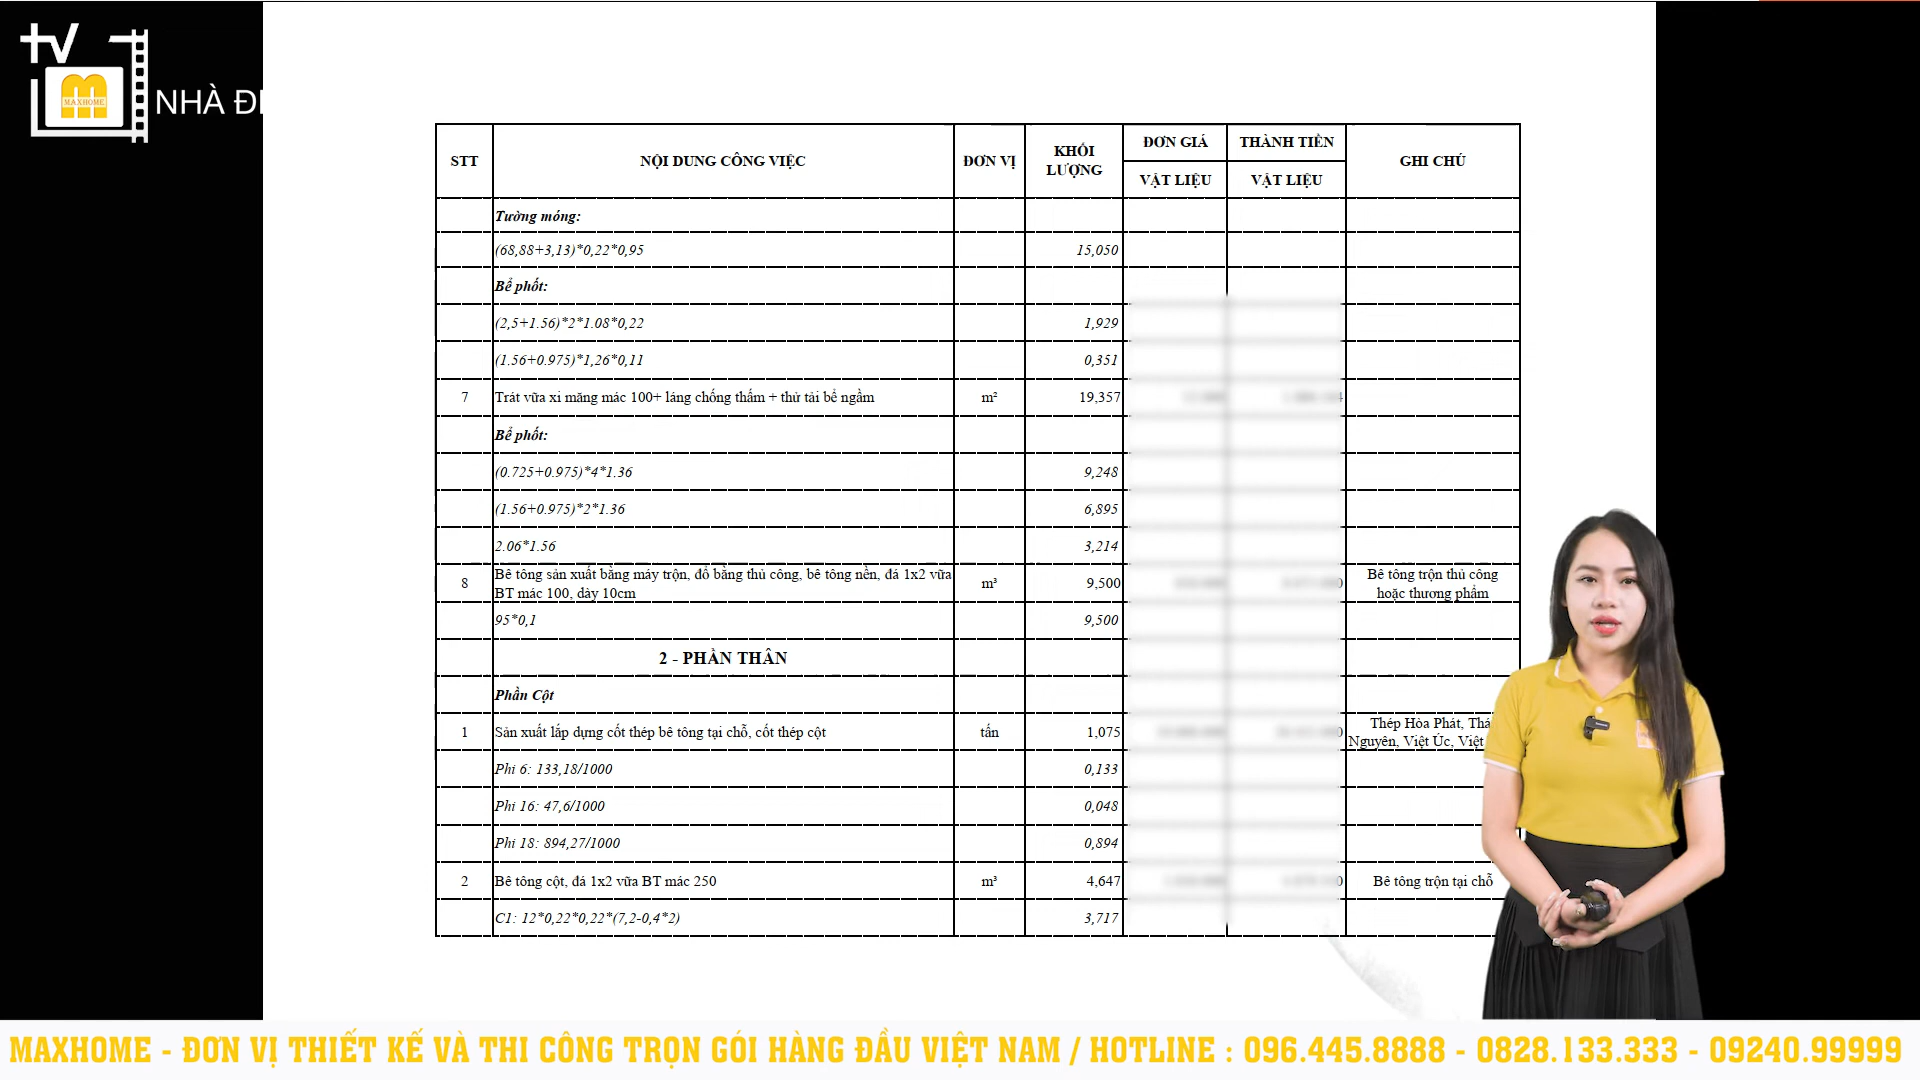 tv
MAXHOME
NHÀ ĐI
STT
NỘI DUNG CÔNG VIỆC
ĐƠN VỊ
KHỐI LƯỢNG
ĐƠN GIÁ
THÀNH TIỀN
GHI CHÚ
VẬT LIỆU
VẬT LIỆU
Tường móng:
(68,88+3,13)*0,22*0,95 15,050
Bể phốt:
(2,5+1.56)*2*1.08*0,22 1,929
(1.56+0.975)*1,26*0,11 0,351
7 Trát vữa xi măng mác 100+ láng chống thấm + thử tải bể ngầm m² 19,357
Bể phốt:
(0.725+0.975)*4*1.36 9,248
(1.56+0.975)*2*1.36 6,895
2.06*1.56 3,214
8 Bê tông sản xuất bằng máy trộn, đổ bằng thủ công, bê tông nền, đá 1x2 vữa
BT mác 100, dày 10cm m³ 9,500 Bê tông trộn thủ công
hoặc thương phẩm
95*0,1 9,500
2 - PHẦN THÂN
Phần Cột
1 Sản xuất lắp dựng cốt thép bê tông tại chỗ, cốt thép cột tấn 1,075 Thép Hòa Phát,
Nguyên, Việt Úc, Việt
Phi 6: 133,18/1000 0,133
Phi 16: 47,6/1000 0,048
Phi 18: 894,27/1000 0,894
2 Bê tông cột, đá 1x2 vữa BT mác 250 m³ 4,647 Bê tông trộn tại chỗ
C1: 12*0,22*0,22*(7,2-0,4*2) 3,717
MAXHOME - ĐƠN VỊ THIẾT KẾ VÀ THI CÔNG TRỌN GÓI HÀNG ĐẦU VIỆT NAM / HOTLINE : 096.445.8888 - 0828.133.333 - 09240.99999